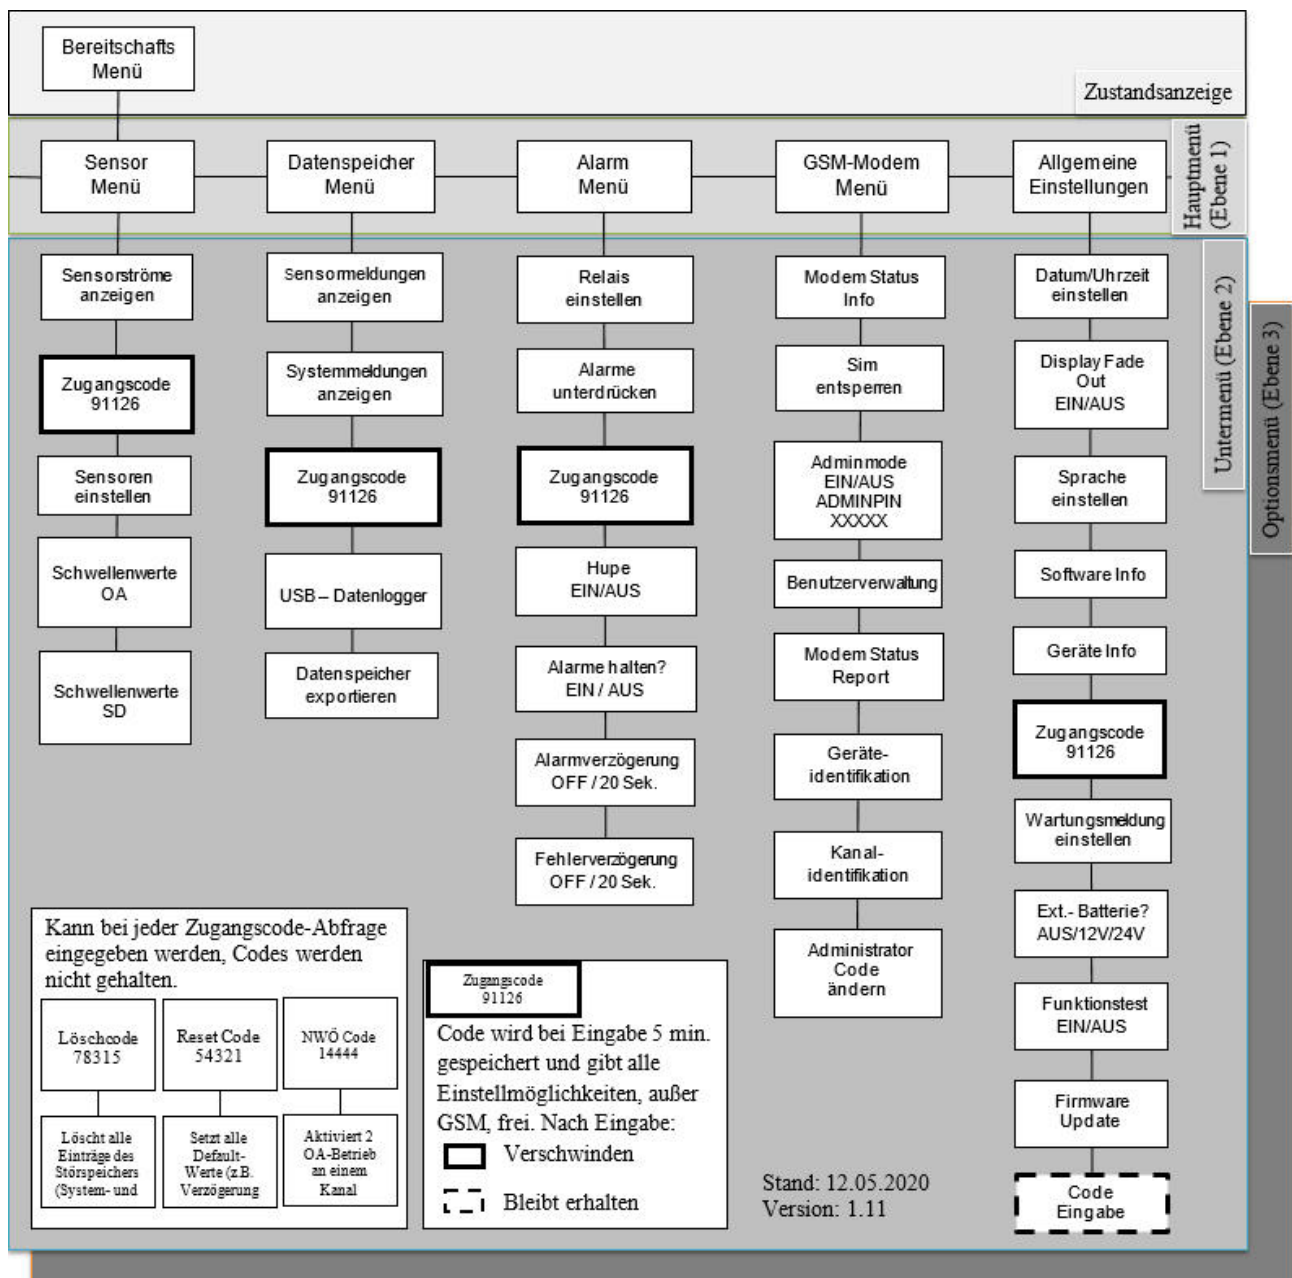 Bereitschafts
Menü
Zustandsanzeige
Hauptmenü
(Ebene 1)
Sensor
Menü
Datenspeicher
Menü
Alarm
Menü
GSM-Modem
Menü
Allgemeine
Einstellungen
Untermenü (Ebene 2)
Optionsmenü (Ebene 3)
Sensorströme
anzeigen
Zugangscode
91126
Sensoren
einstellen
Schwellenwerte
OA
Schwellenwerte
SD
Sensormeldungen
anzeigen
Systemmeldungen
anzeigen
Zugangscode
91126
USB – Datenlogger
Datenspeicher
exportieren
Relais
einstellen
Alarme
unterdrücken
Zugangscode
91126
Hupe
EIN/AUS
Alarme halten?
EIN / AUS
Alarmverzögerung
OFF / 20 Sek.
Fehlerverzögerung
OFF / 20 Sek.
Modem Status
Info
Sim
entsperren
Adminmode
EIN/AUS
ADMINPIN
XXXXX
Benutzerverwaltung
Modem Status
Report
Geräte-
identifikation
Kanal-
identifikation
Administrator
Code
ändern
Datum/Uhrzeit
einstellen
Display Fade
Out
EIN/AUS
Sprache
einstellen
Software Info
Geräte Info
Zugangscode
91126
Wartungsmeldung
einstellen
Ext.- Batterie?
AUS/12V/24V
Funktionstest
EIN/AUS
Firmware
Update
Code
Eingabe
Kann bei jeder Zugangscode-Abfrage
eingegeben werden, Codes werden
nicht gehalten.
Löschcode
78315
Reset Code
54321
NWÖ Code
14444
Löscht alle
Einträge des
Störspeichers
(System- und
Setzt alle
Default-
Werte (z.B.
Verzögerung
Aktiviert 2
OA-Betrieb
an einem
Kanal
Zugangscode
91126
Code wird bei Eingabe 5 min.
gespeichert und gibt alle
Einstellmöglichkeiten, außer
GSM, frei. Nach Eingabe:
Verschwinden
Bleibt erhalten
Stand: 12.05.2020
Version: 1.11